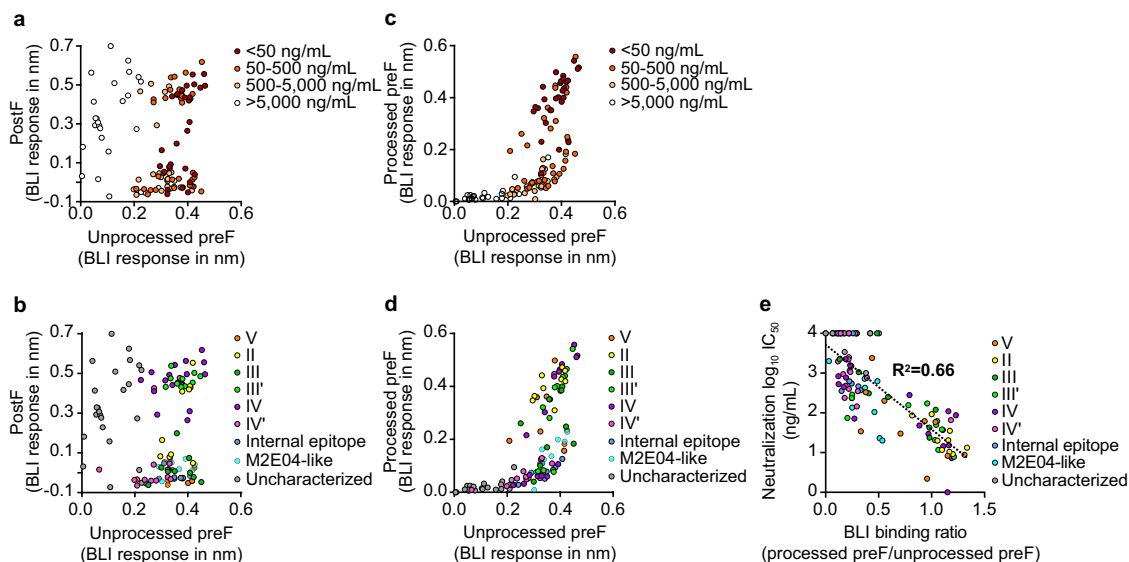 a
0.7
0.5
0.3
0.1
-0.1
PostF
(BLI response in nm)
0.0 0.2 0.4 0.6
Unprocessed preF
(BLI response in nm)
<50 ng/mL
50-500 ng/mL
500-5,000 ng/mL
>5,000 ng/mL
c
0.6
0.4
0.2
0.0
Processed preF
(BLI response in nm)
0.0 0.2 0.4 0.6
Unprocessed preF
(BLI response in nm)
<50 ng/mL
50-500 ng/mL
500-5,000 ng/mL
>5,000 ng/mL
b
0.7
0.5
0.3
0.1
-0.1
PostF
(BLI response in nm)
0.0 0.2 0.4 0.6
Unprocessed preF
(BLI response in nm)
V
II
III
III'
IV
IV'
Internal epitope
M2E04-like
Uncharacterized
d
0.6
0.4
0.2
0.0
Processed preF
(BLI response in nm)
0.0 0.2 0.4 0.6
Unprocessed preF
(BLI response in nm)
V
II
III
III'
IV
IV'
Internal epitope
M2E04-like
Uncharacterized
e
4
3
2
1
0
Neutralization log10 IC50
(ng/mL)
R²=0.66
0.0 0.5 1.0 1.5
BLI binding ratio
(processed preF/unprocessed preF)
V
II
III
III'
IV
IV'
Internal epitope
M2E04-like
Uncharacterized